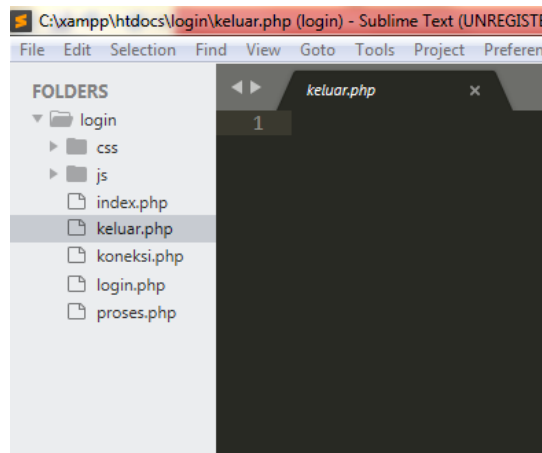 C:\xampp\htdocs\login\keluar.php (login) - Sublime Text (UNREGISTE
File Edit Selection Find View Goto Tools Project Preferen
FOLDERS
login
css
js
index.php
keluar.php
koneksi.php
login.php
proses.php
keluar.php ×
1